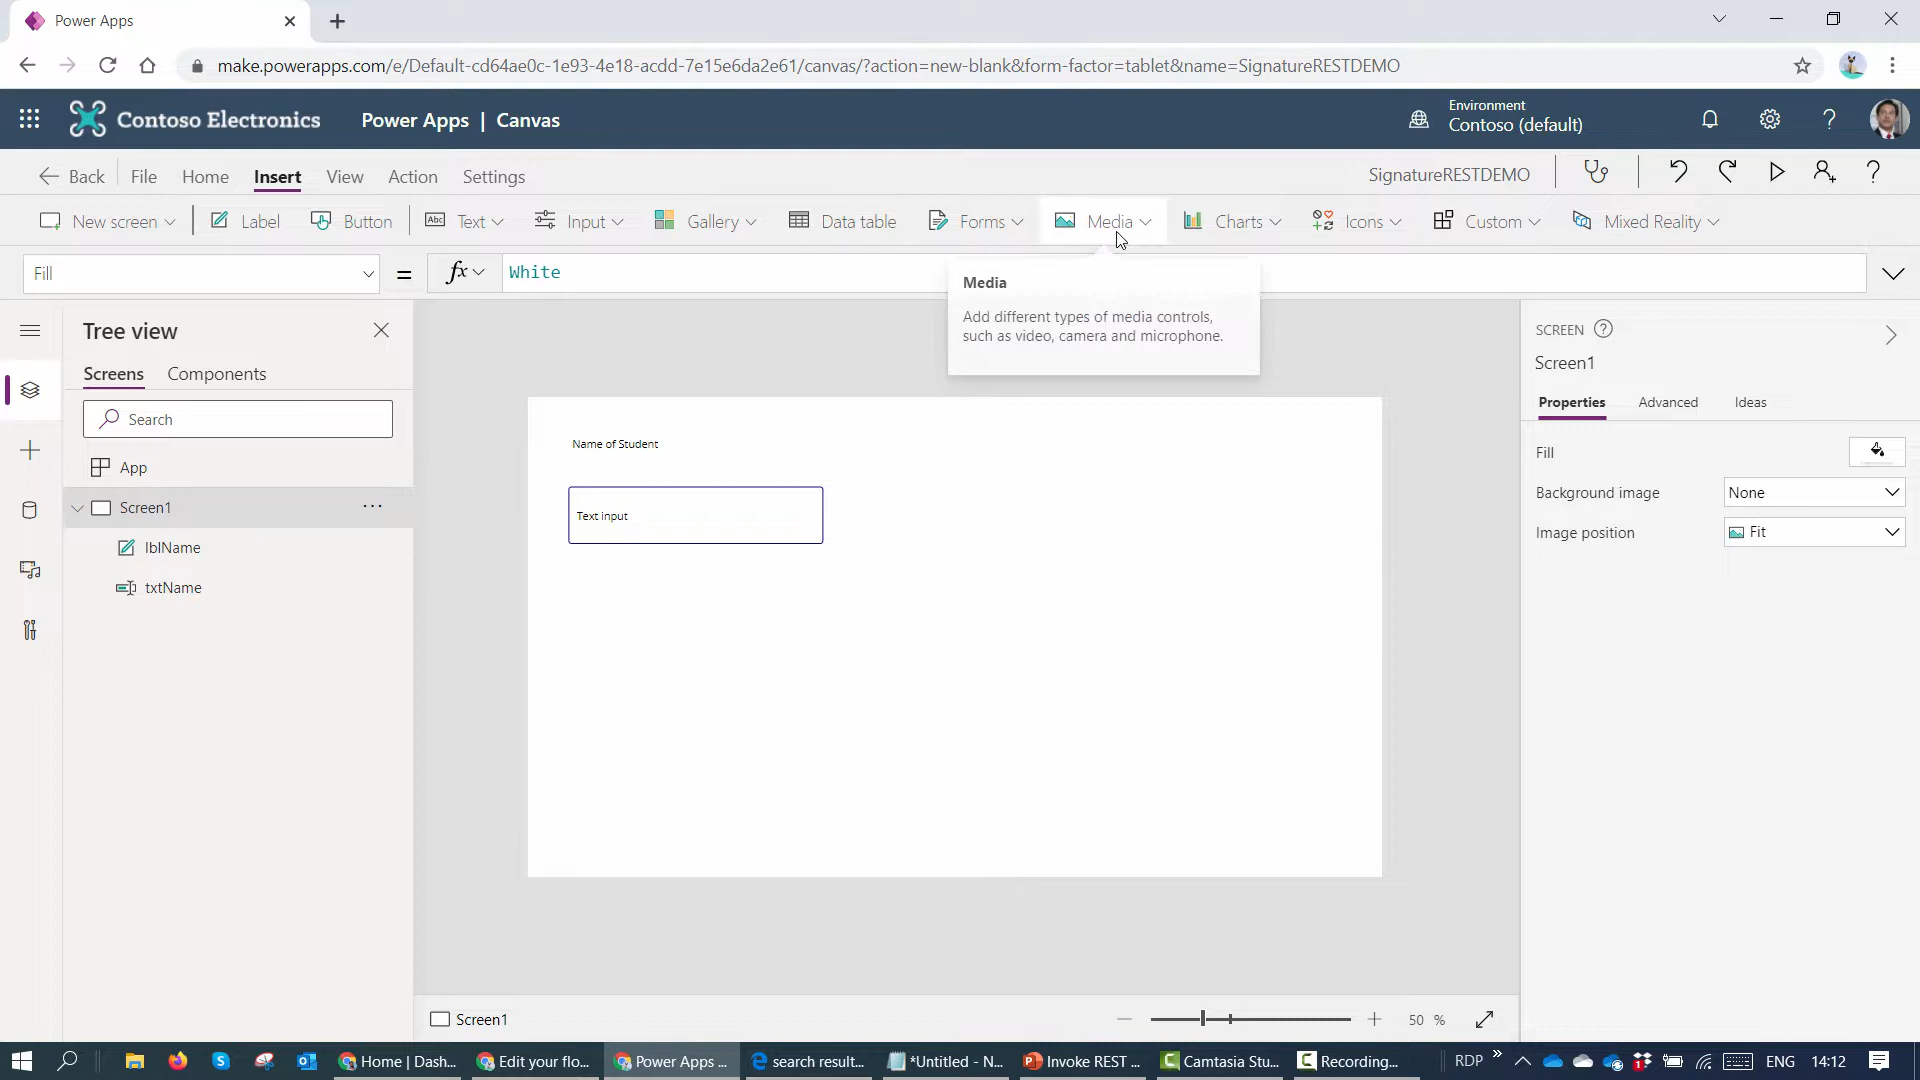 Power Apps
make.powerapps.com/e/Default-cd64ae0c-1e93-4e18-acdd-7e15e6da2e61/canvas/?action=new-blank&form-factor=tablet&name=SignatureRESTDEMO
Contoso Electronics
Power Apps | Canvas
Environment
Contoso (default)
?
Back
File
Home
Insert
View
Action
Settings
SignatureRESTDEMO
?
New screen
Label
Button
Abc
Text
Input
Gallery
Data table
Forms
Media
Charts
Icons
Custom
Mixed Reality
Fill
=
fx
White
Media
Add different types of media controls,
such as video, camera and microphone.
Tree view
Screens
Components
Search
App
Screen1
...
lblName
txtName
Name of Student
Text input
SCREEN
?
Screen1
Properties
Advanced
Ideas
Fill
Background image
None
Image position
Fit
Screen1
50 %
Home | Dash...
Edit your flo...
Power Apps ...
search result...
*Untitled - N...
Invoke REST ...
Camtasia Stu...
Recording...
RDP
ENG
14:12